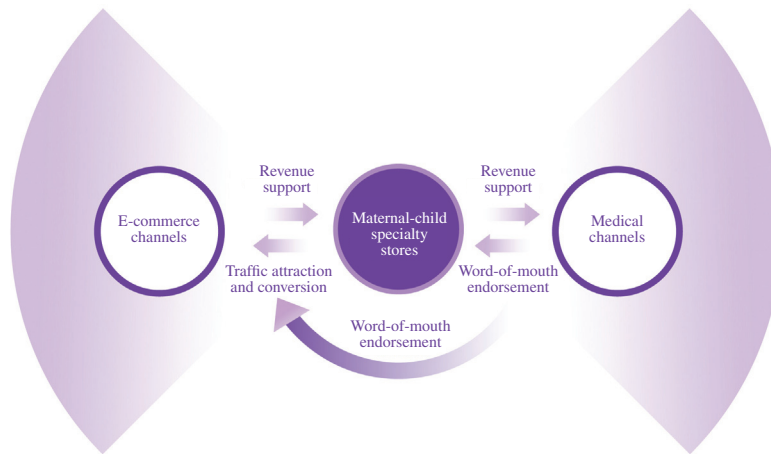 Revenue
support
Revenue
support
E-commerce
channels
Maternal-child
specialty
stores
Medical
channels
Traffic attraction
and conversion
Word-of-mouth
endorsement
Word-of-mouth
endorsement